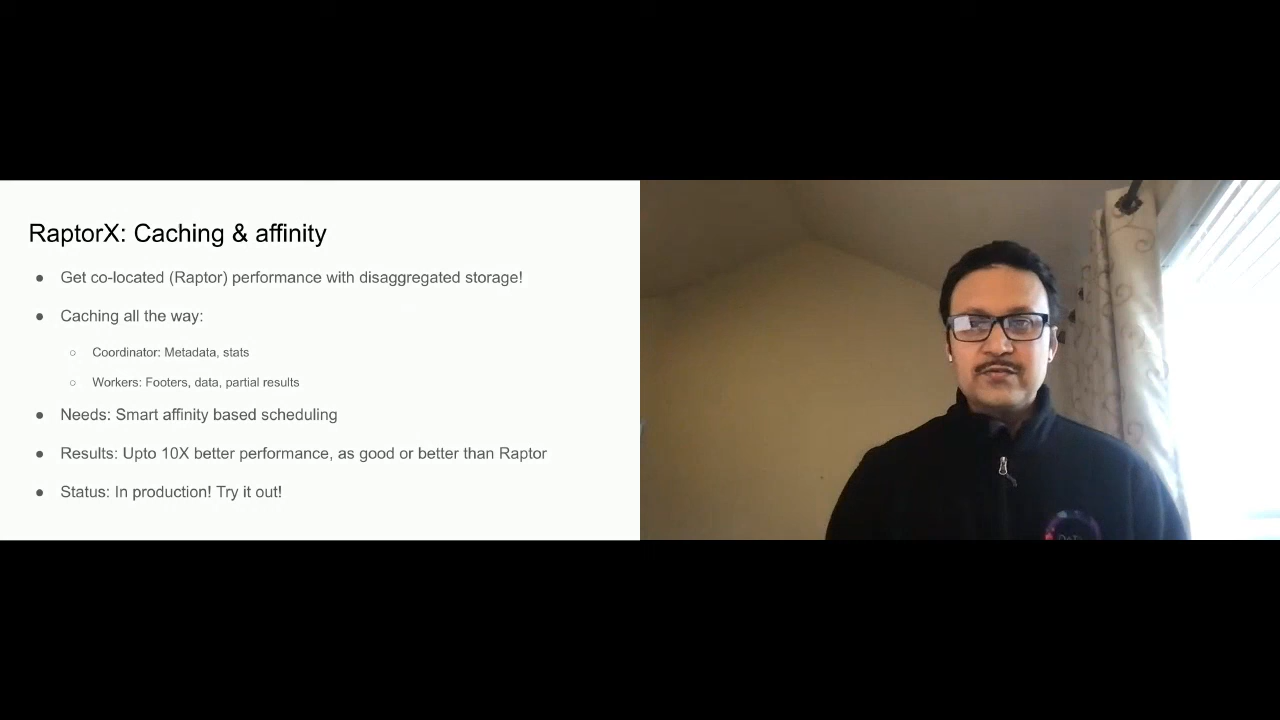 RaptorX: Caching & affinity
● Get co-located (Raptor) performance with disaggregated storage!
● Caching all the way:
○ Coordinator: Metadata, stats
○ Workers: Footers, data, partial results
● Needs: Smart affinity based scheduling
● Results: Upto 10X better performance, as good or better than Raptor
● Status: In production! Try it out!